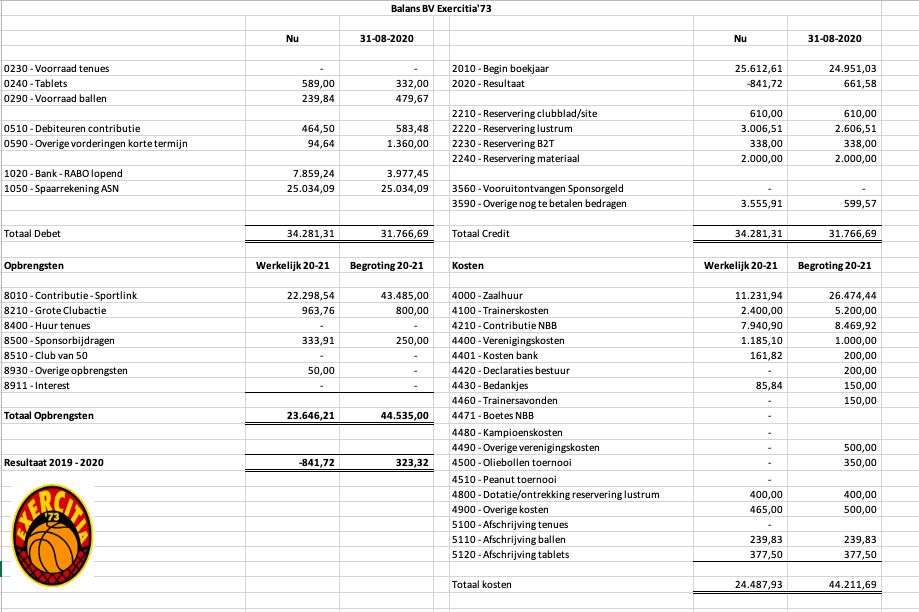 Balans BV Exercitia'73
Nu 31-08-2020 Nu 31-08-2020
0230 - Voorraad tenues - - 2010 - Begin boekjaar 25.612,61 24.951,03
0240 - Tablets 589,00 332,00 2020 - Resultaat -841,72 661,58
0290 - Voorraad ballen 239,84 479,67
2210 - Reservering clubblad/site 610,00 610,00
0510 - Debiteuren contributie 464,50 583,48 2220 - Reservering lustrum 3.006,51 2.606,51
0590 - Overige vorderingen korte termijn 94,64 1.360,00 2230 - Reservering B2T 338,00 338,00
2240 - Reservering materiaal 2.000,00 2.000,00
1020 - Bank - RABO lopend 7.859,24 3.977,45
1050 - Spaarrekening ASN 25.034,09 25.034,09 3560 - Vooruitontvangen Sponsorgeld - -
3590 - Overige nog te betalen bedragen 3.555,91 599,57
Totaal Debet 34.281,31 31.766,69 Totaal Credit 34.281,31 31.766,69
Opbrengsten Werkelijk 20-21 Begroting 20-21 Kosten Werkelijk 20-21 Begroting 20-21
8010 - Contributie - Sportlink 22.298,54 43.485,00 4000 - Zaalhuur 11.231,94 26.474,44
8210 - Grote Clubactie 963,76 800,00 4100 - Trainerskosten 2.400,00 5.200,00
8400 - Huur tenues - - 4210 - Contributie NBB 7.940,90 8.469,92
8500 - Sponsorbijdragen 333,91 250,00 4400 - Verenigingskosten 1.185,10 1.000,00
8510 - Club van 50 - - 4401 - Kosten bank 161,82 200,00
8930 - Overige opbrengsten 50,00 - 4420 - Declaraties bestuur - 200,00
8911 - Interest - - 4430 - Bedankjes 85,84 150,00
4460 - Trainersavonden - 150,00
Totaal Opbrengsten 23.646,21 44.535,00 4471 - Boetes NBB -
4480 - Kampioenskosten -
4490 - Overige verenigingskosten - 500,00
Resultaat 2019 - 2020 -841,72 323,32 4500 - Oliebollen toernooi - 350,00
4510 - Peanut toernooi -
4800 - Dotatie/ontrekking reservering lustrum 400,00 400,00
4900 - Overige kosten 465,00 500,00
5100 - Afschrijving tenues -
5110 - Afschrijving ballen 239,83 239,83
5120 - Afschrijving tablets 377,50 377,50
Totaal kosten 24.487,93 44.211,69
EXERCITIA
'73